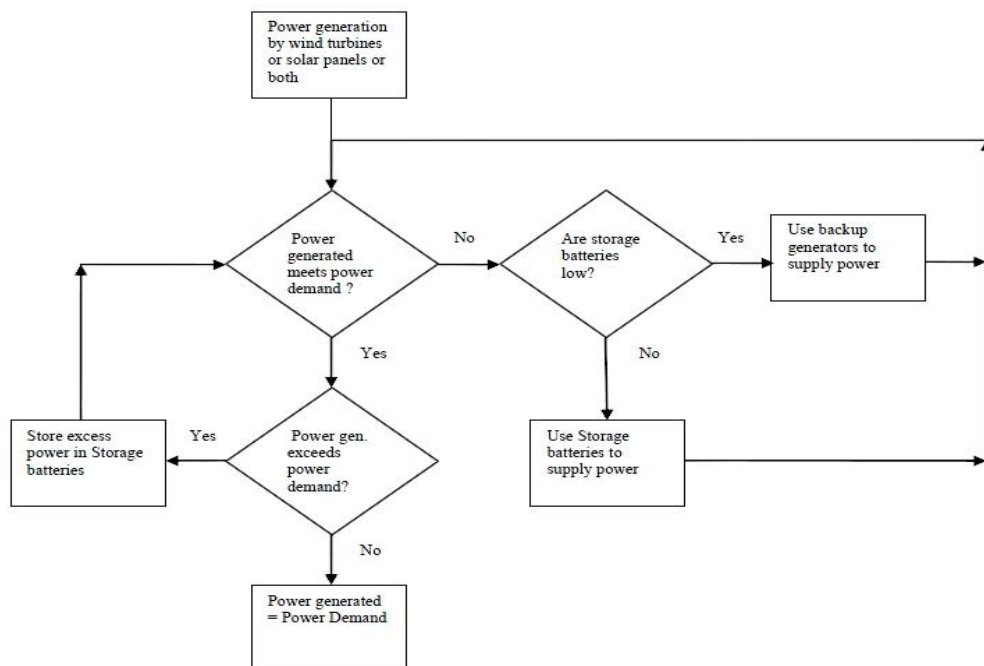 Power generation
by wind turbines
or solar panels or
both
Power
generated
meets power
demand ?
No
Are storage
batteries
low?
Yes
Use backup
generators to
supply power
Yes
No
Store excess
power in Storage
batteries
Yes
Power gen.
exceeds
power
demand?
Use Storage
batteries to
supply power
No
Power generated
= Power Demand